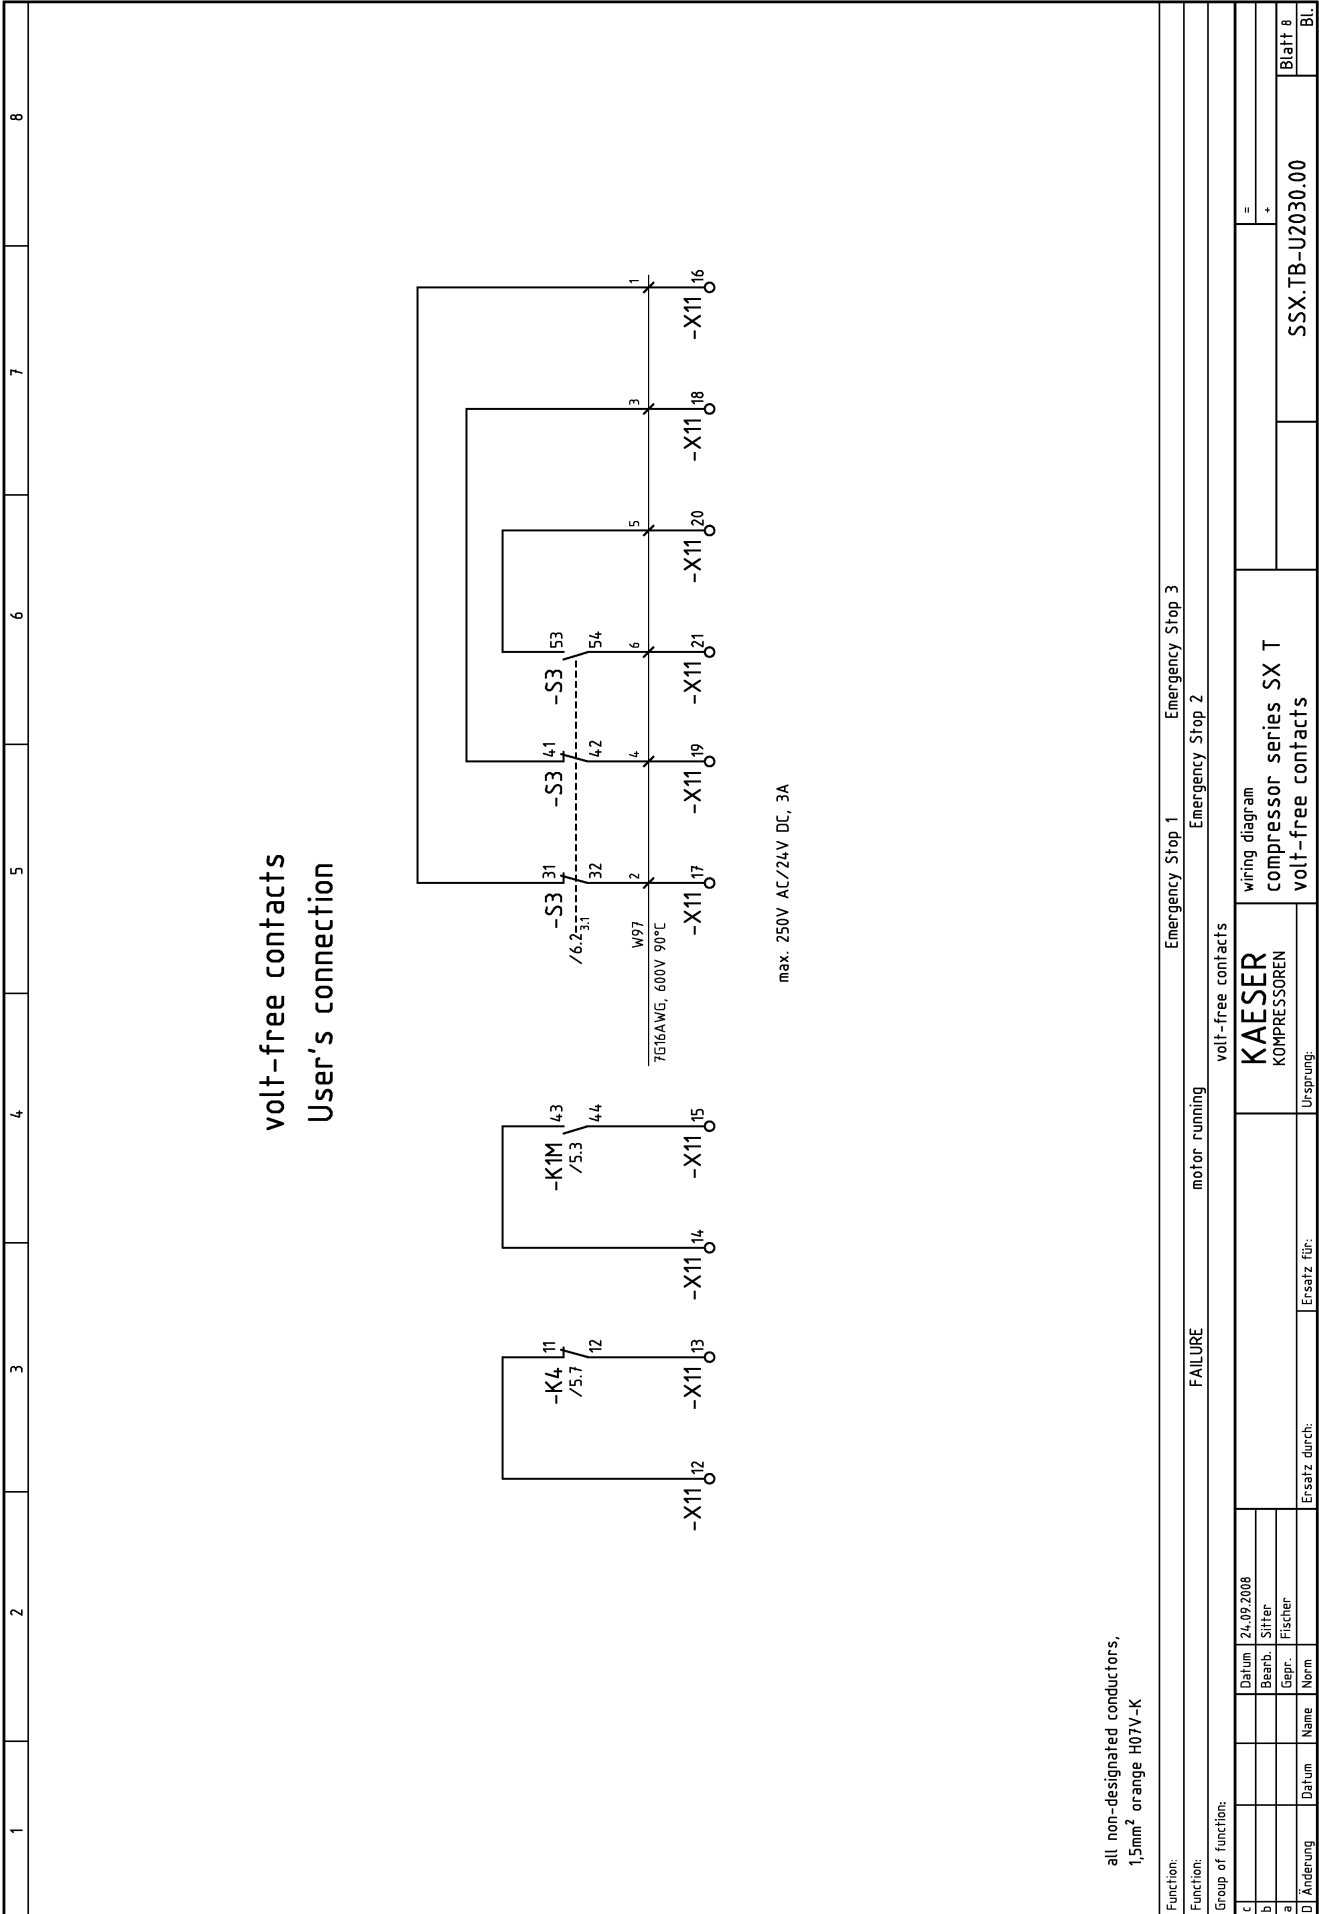 1
2
3
4
5
6
7
8
volt-free contacts
User's connection
-K4
/5.7
11
12
-K1M
/5.3
43
44
-S3
31
32
-S3
41
42
-S3
53
54
/6.2
3.1
W97
7G16AWG, 600V 90°C
2
4
6
5
3
1
-X11 12
-X11 13
-X11 14
-X11 15
-X11 17
-X11 19
-X11 21
-X11 20
-X11 18
-X11 16
max. 250V AC/24V DC, 3A
all non-designated conductors,
1,5mm² orange H07V-K
Function: Emergency Stop 1 Emergency Stop 3
Function: FAILURE motor running Emergency Stop 2
Group of function: volt-free contacts
c Datum 24.09.2008
b Bearb. Sitter
a Gepr. Fischer
D Änderung Datum Name Norm Ersatz durch: Ersatz für: Ursprung:
KAESER
KOMPRESSOREN
wiring diagram
compressor series SX T
volt-free contacts
=
+
SSX.TB-U2030.00
Blatt 8
Bl.